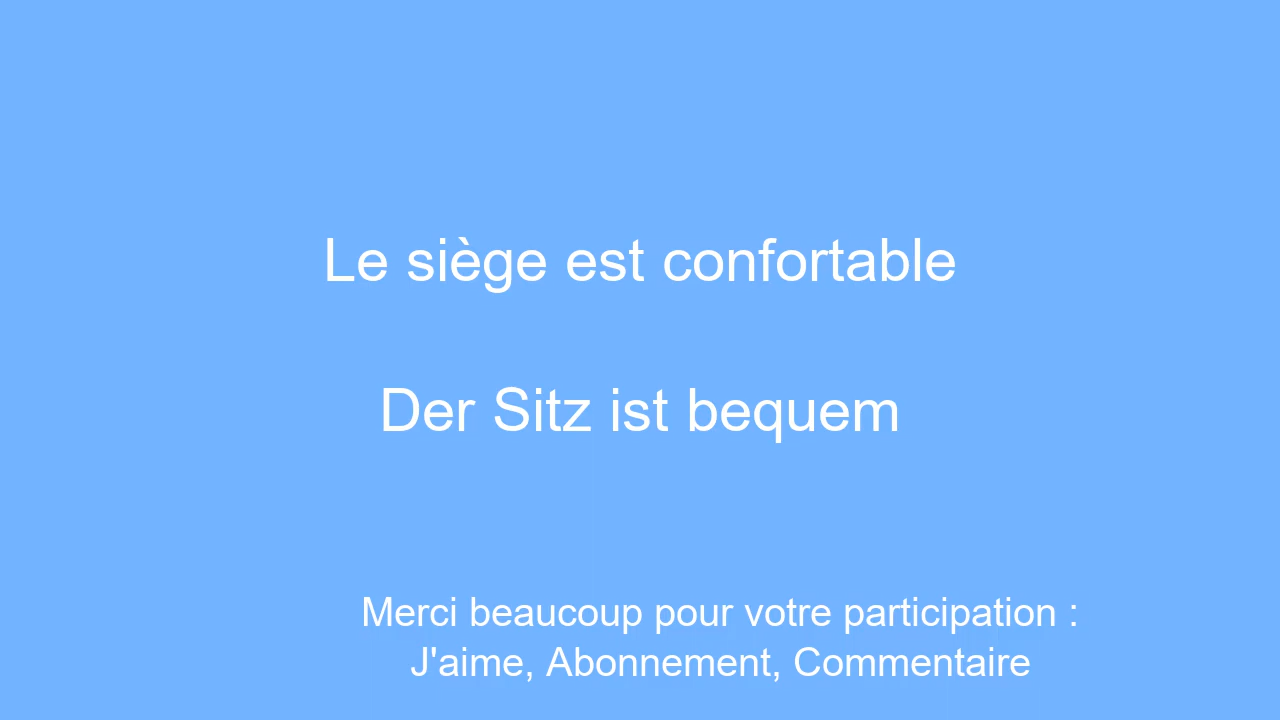 Le siège est confortable
Der Sitz ist bequem
Merci beaucoup pour votre participation :
J'aime, Abonnement, Commentaire